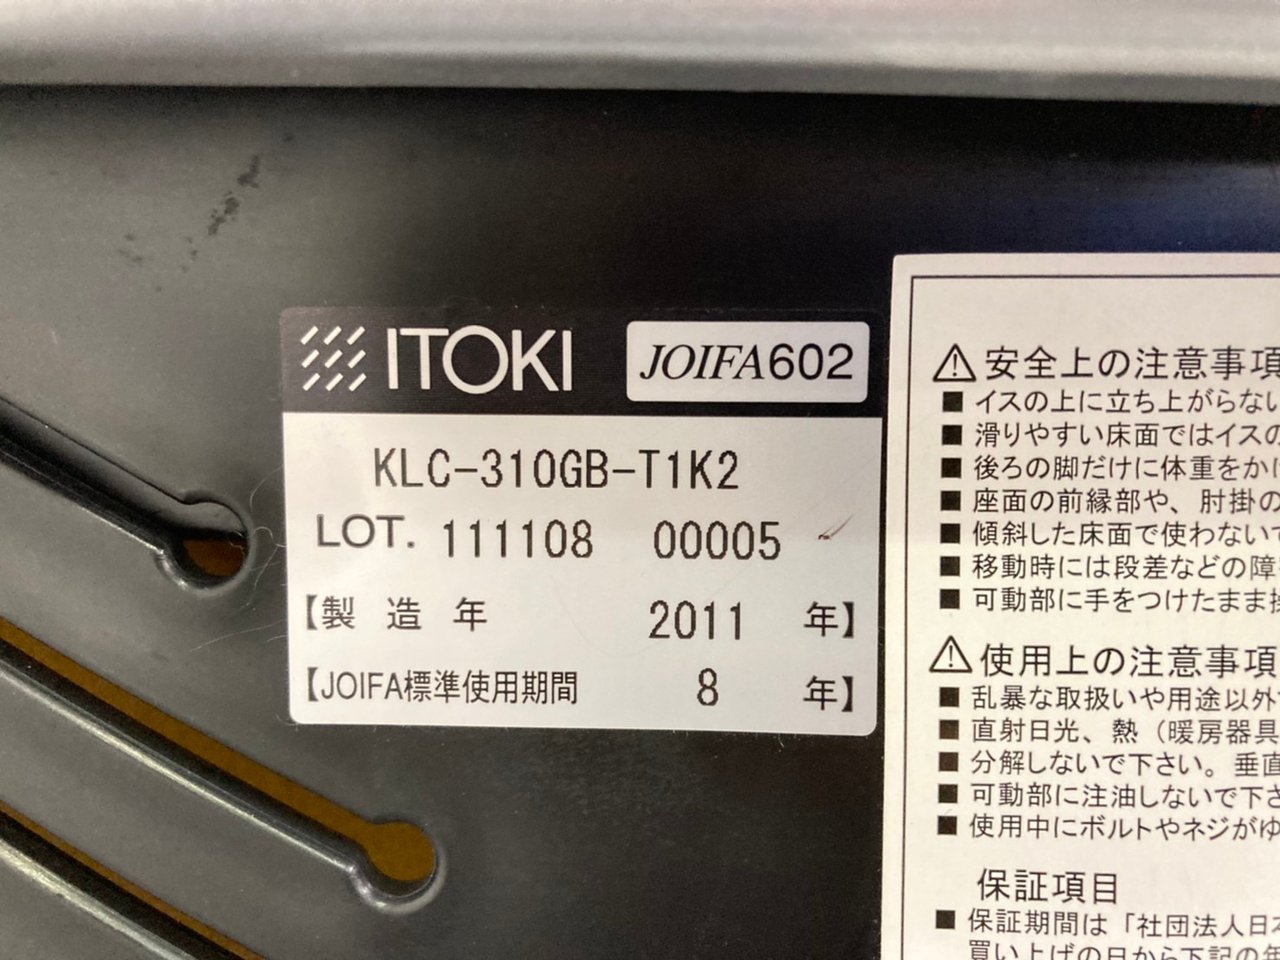 ITOKI JOIFA602
KLC-310GB-T1K2
LOT. 111108 00005
【製 造 年 2011 年】
【JOIFA標準使用期間 8 年】
⚠安全上の注意事項
■ イスの上に立ち上がらない
■ 滑りやすい床面ではイスの
■ 後ろの脚だけに体重をかけ
■ 座面の前縁部や、肘掛の
■ 傾斜した床面で使わないで
■ 移動時には段差などの障
■ 可動部に手をつけたまま
⚠使用上の注意事項
■ 乱暴な取扱いや用途以外
■ 直射日光、熱（暖房器具
■ 分解しないで下さい。垂直
■ 可動部に注油しないで下さ
■ 使用中にボルトやネジがゆ
保証項目
■ 保証期間は「社団法人日本
買い上げの日から下記の年